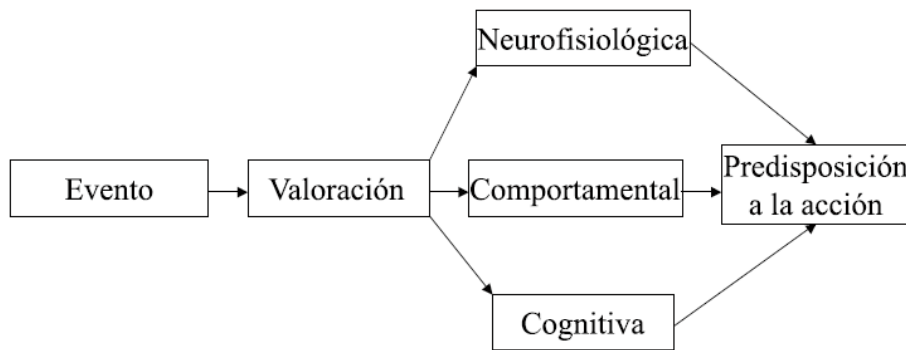 Neurofisiológica
Evento
Valoración
Comportamental
Predisposición
a la acción
Cognitiva